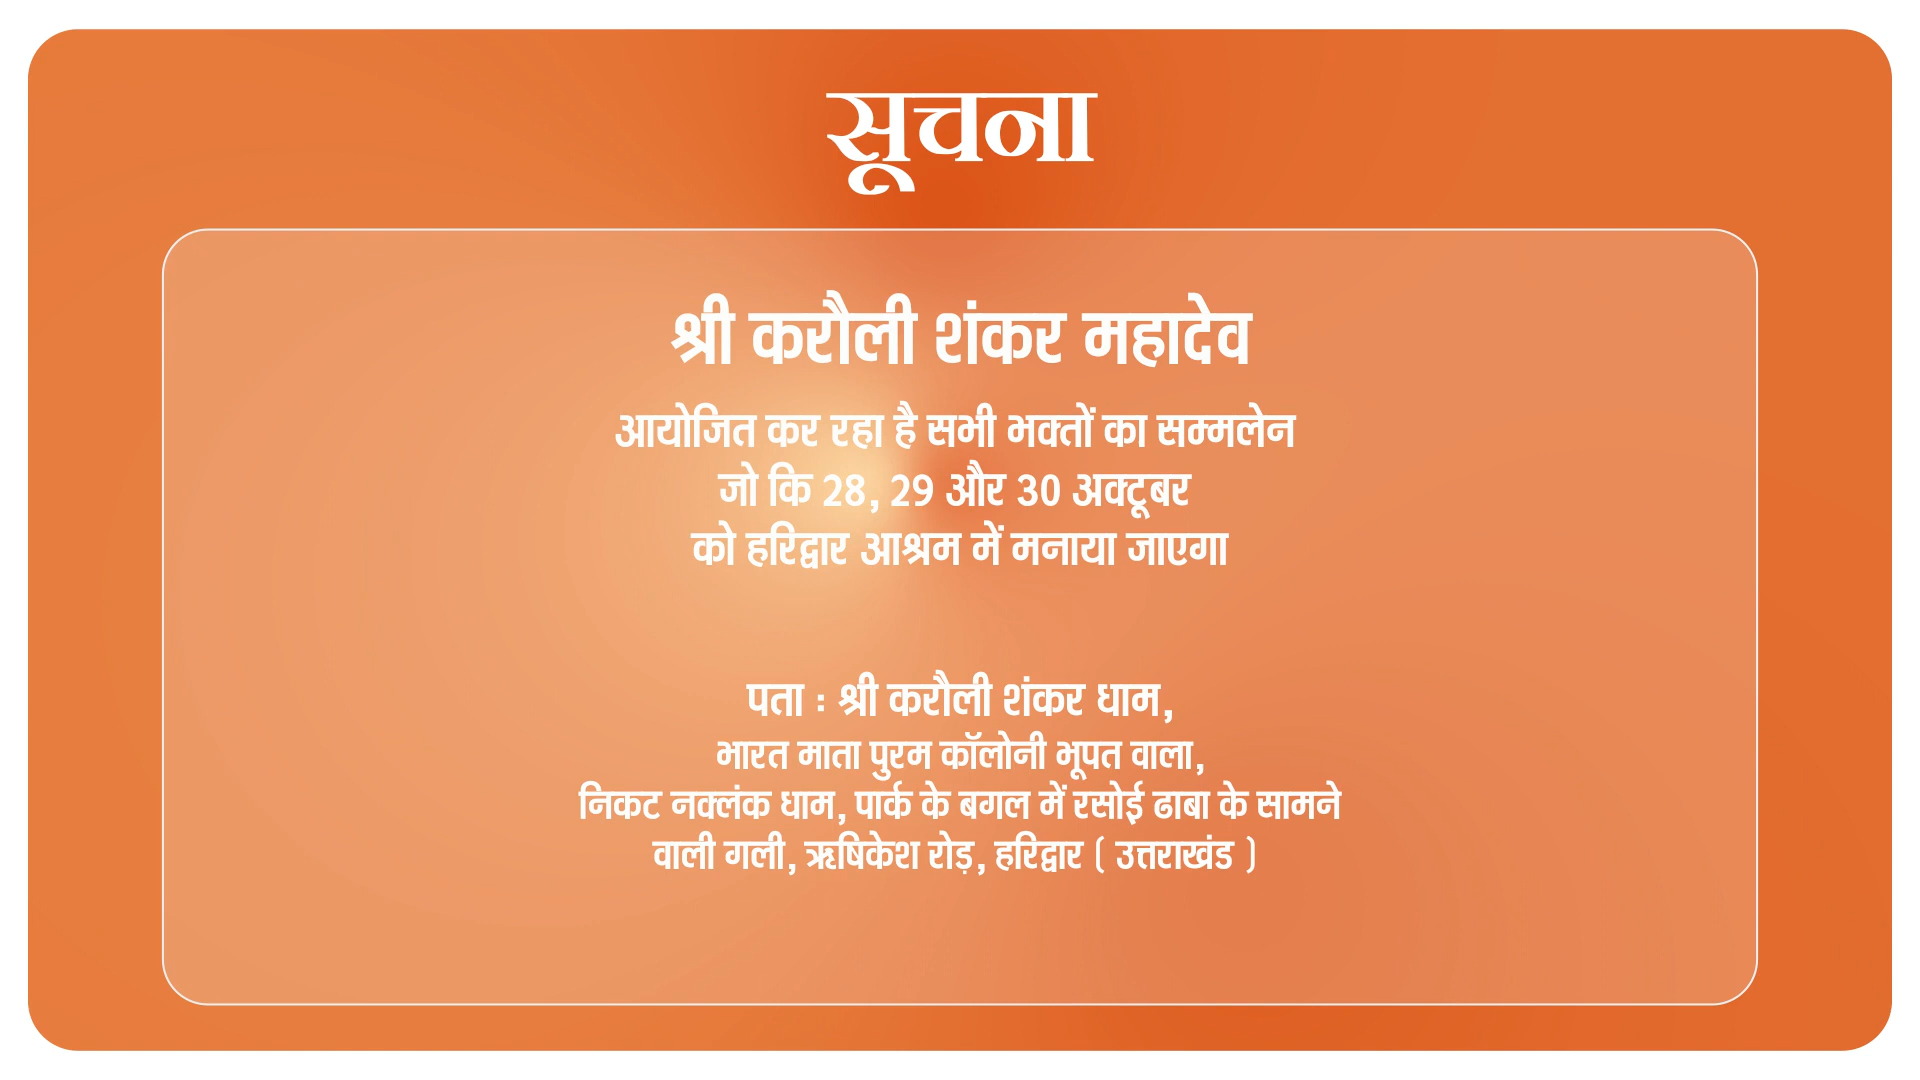 सूचना
श्री करौली शंकर महादेव
आयोजित कर रहा है सभी भक्तों का सम्मलेन
जो कि 28, 29 और 30 अक्टूबर
को हरिद्वार आश्रम में मनाया जाएगा
पता : श्री करौली शंकर धाम,
भारत माता पुरम कॉलोनी भूपत वाला,
निकट नक्लंक धाम, पार्क के बगल में रसोई ढाबा के सामने
वाली गली, ऋषिकेश रोड़, हरिद्वार ( उत्तराखंड )